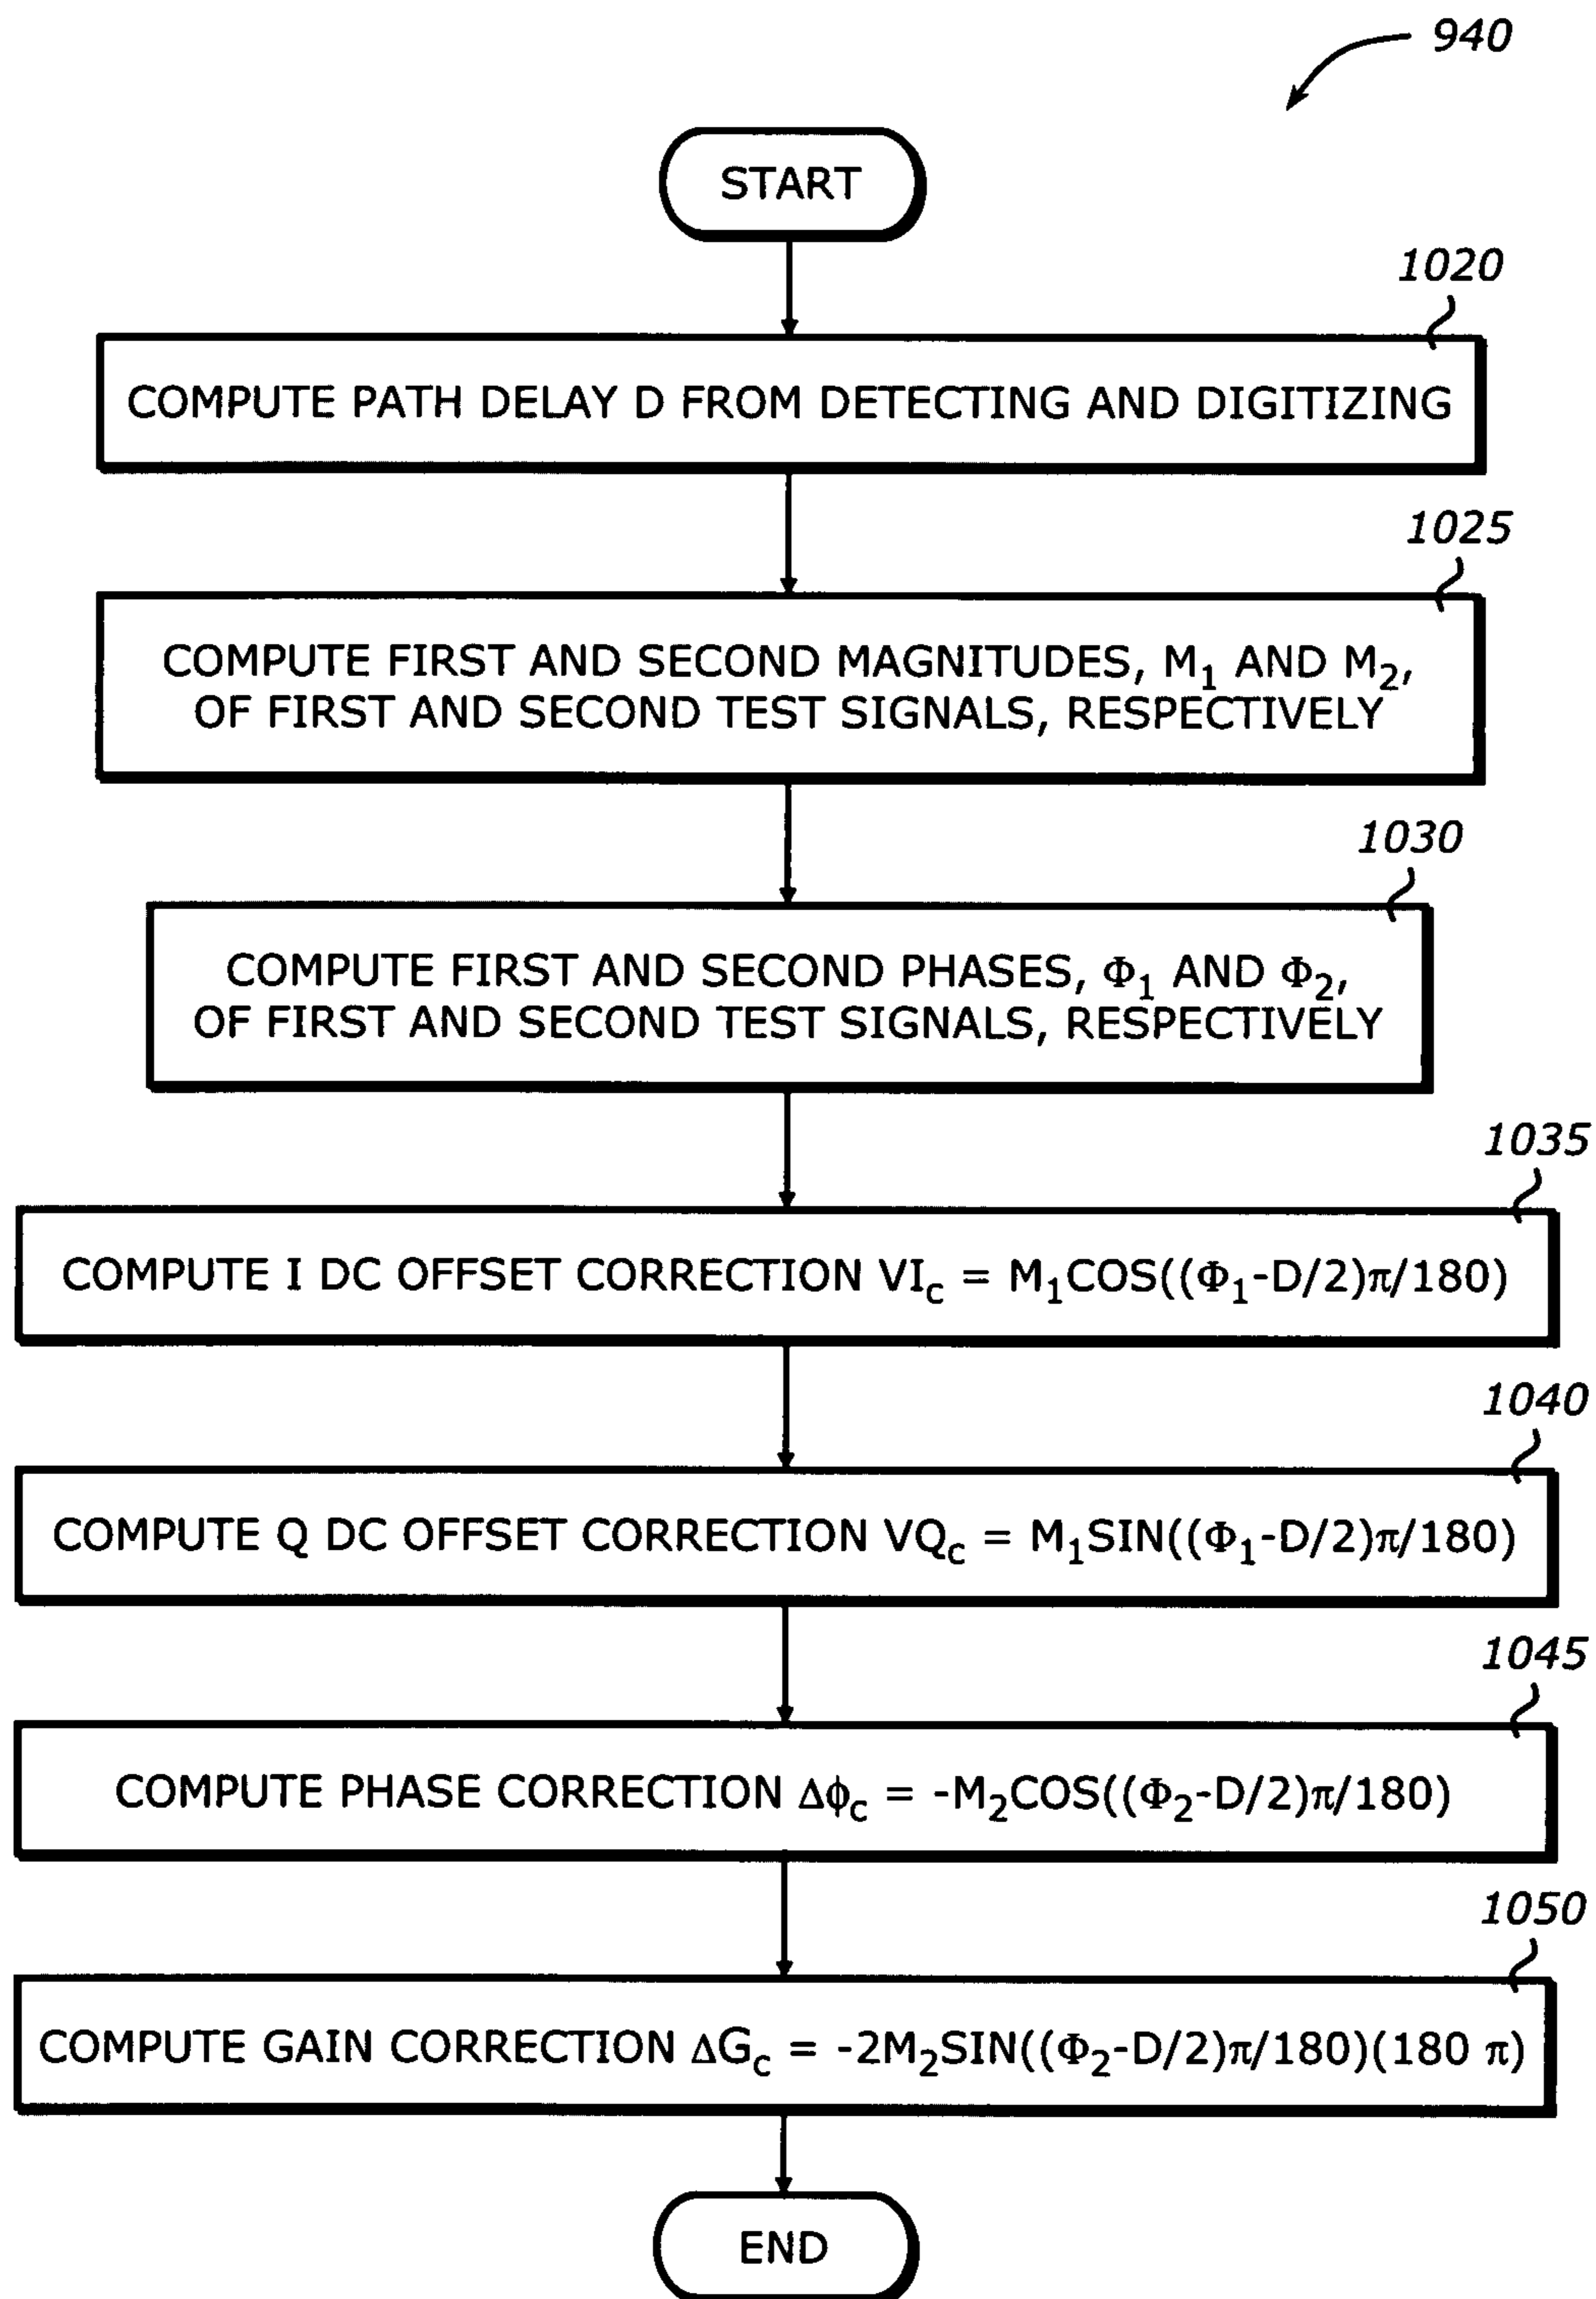 940
START
1020
COMPUTE PATH DELAY D FROM DETECTING AND DIGITIZING
1025
COMPUTE FIRST AND SECOND MAGNITUDES, M₁ AND M₂,
OF FIRST AND SECOND TEST SIGNALS, RESPECTIVELY
1030
COMPUTE FIRST AND SECOND PHASES, Φ₁ AND Φ₂,
OF FIRST AND SECOND TEST SIGNALS, RESPECTIVELY
1035
COMPUTE I DC OFFSET CORRECTION VI_C = M₁COS((Φ₁-D/2)π/180)
1040
COMPUTE Q DC OFFSET CORRECTION VQ_C = M₁SIN((Φ₁-D/2)π/180)
1045
COMPUTE PHASE CORRECTION Δϕ_C = -M₂COS((Φ₂-D/2)π/180)
1050
COMPUTE GAIN CORRECTION ΔG_C = -2M₂SIN((Φ₂-D/2)π/180)(180 π)
END